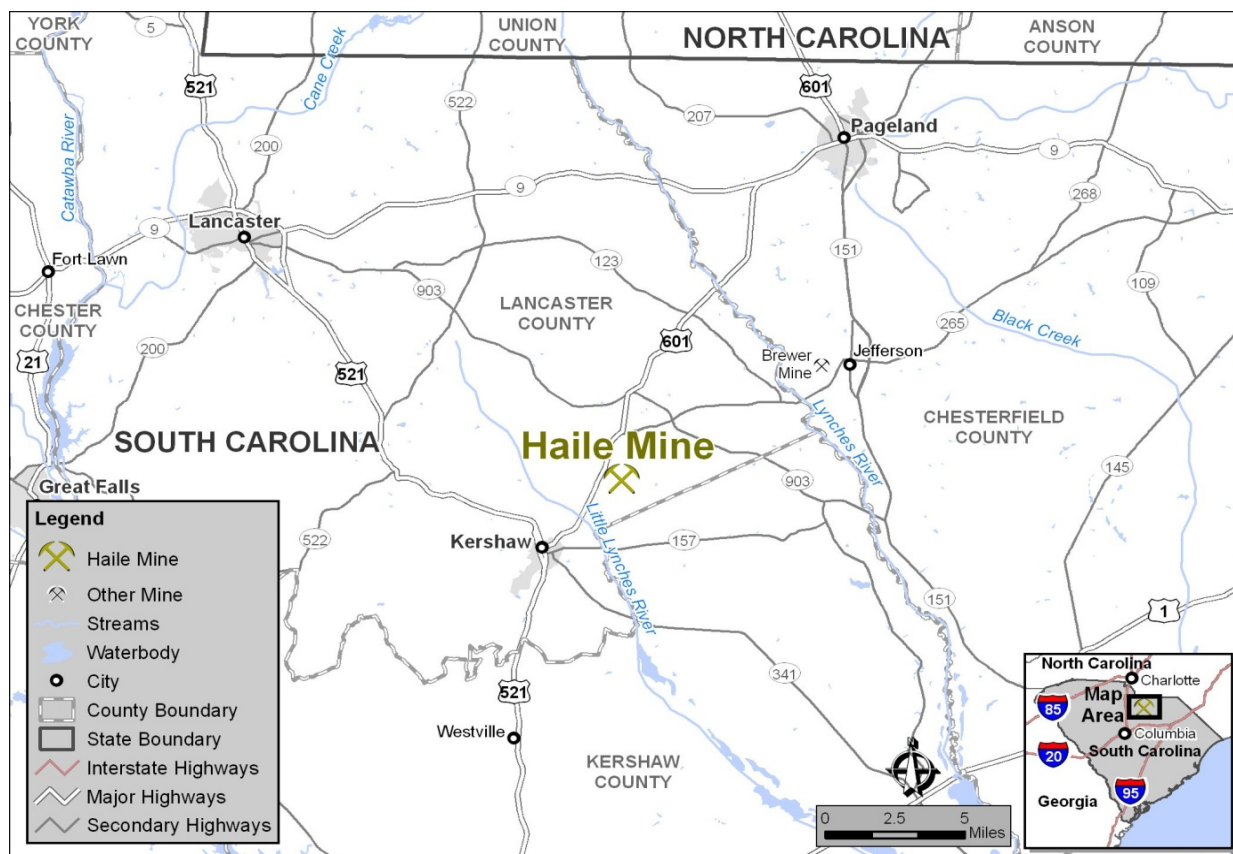 YORK
COUNTY
5
521
Cane Creek
UNION
COUNTY
NORTH CAROLINA
ANSON
COUNTY
522
207
601
Pageland
200
Catawba River
9
9
268
Lancaster
9
Fort Lawn
151
123
109
903
LANCASTER
COUNTY
CHESTER
COUNTY
265
Black Creek
200
601
21
521
Brewer
Mine
Jefferson
Lynches River
CHESTERFIELD
COUNTY
SOUTH CAROLINA
Haile Mine
145
903
Great Falls
Little Lynches River
Kershaw
157
522
151
1
341
521
Westville
KERSHAW
COUNTY
Legend
Haile Mine
Other Mine
Streams
Waterbody
City
County Boundary
State Boundary
Interstate Highways
Major Highways
Secondary Highways
0 2.5 5
Miles
North Carolina
Charlotte
85
Map
Area
Columbia
20
South Carolina
95
Georgia